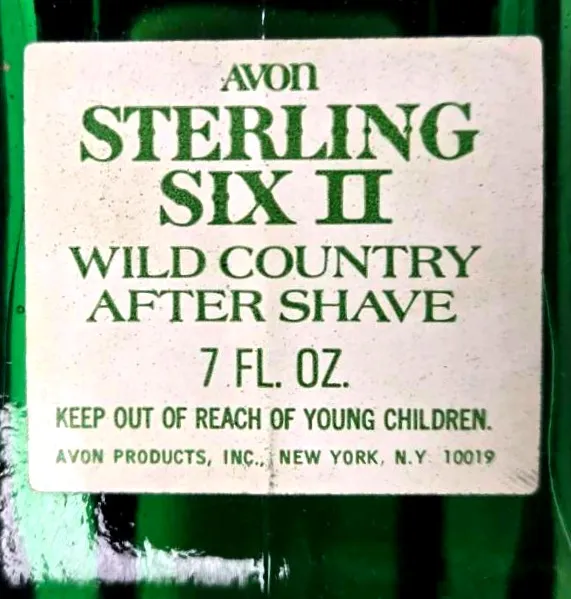 AVON
STERLING
SIX II
WILD COUNTRY
AFTER SHAVE
7 FL. OZ.
KEEP OUT OF REACH OF YOUNG CHILDREN.
AVON PRODUCTS, INC., NEW YORK, N.Y. 10019